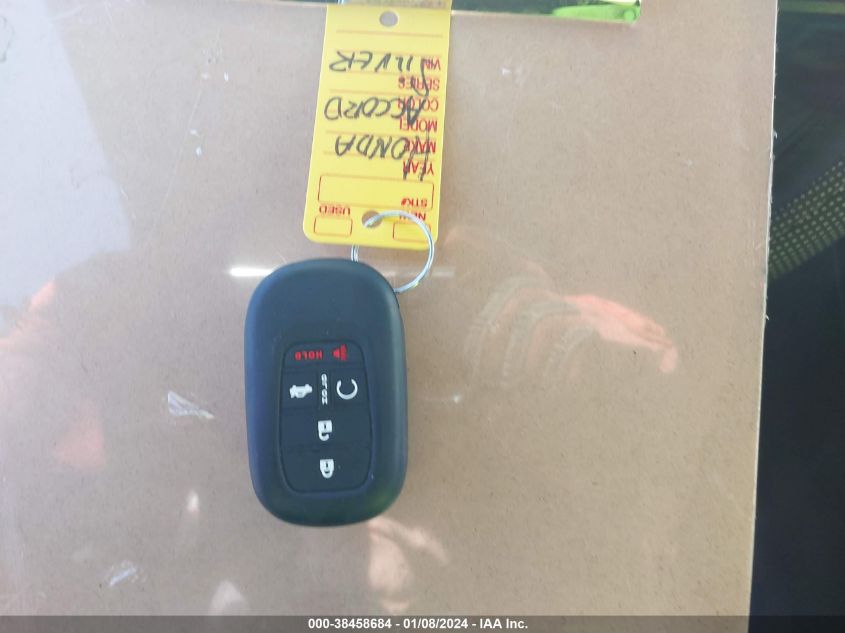 NEW
USED
STK#
YEAR
HONDA
MAKE
MODEL
ACCORD
COLOR
SERIES
SILVER
VIN
HOLD
HOLD
000-38458684 - 01/08/2024 - IAA Inc.